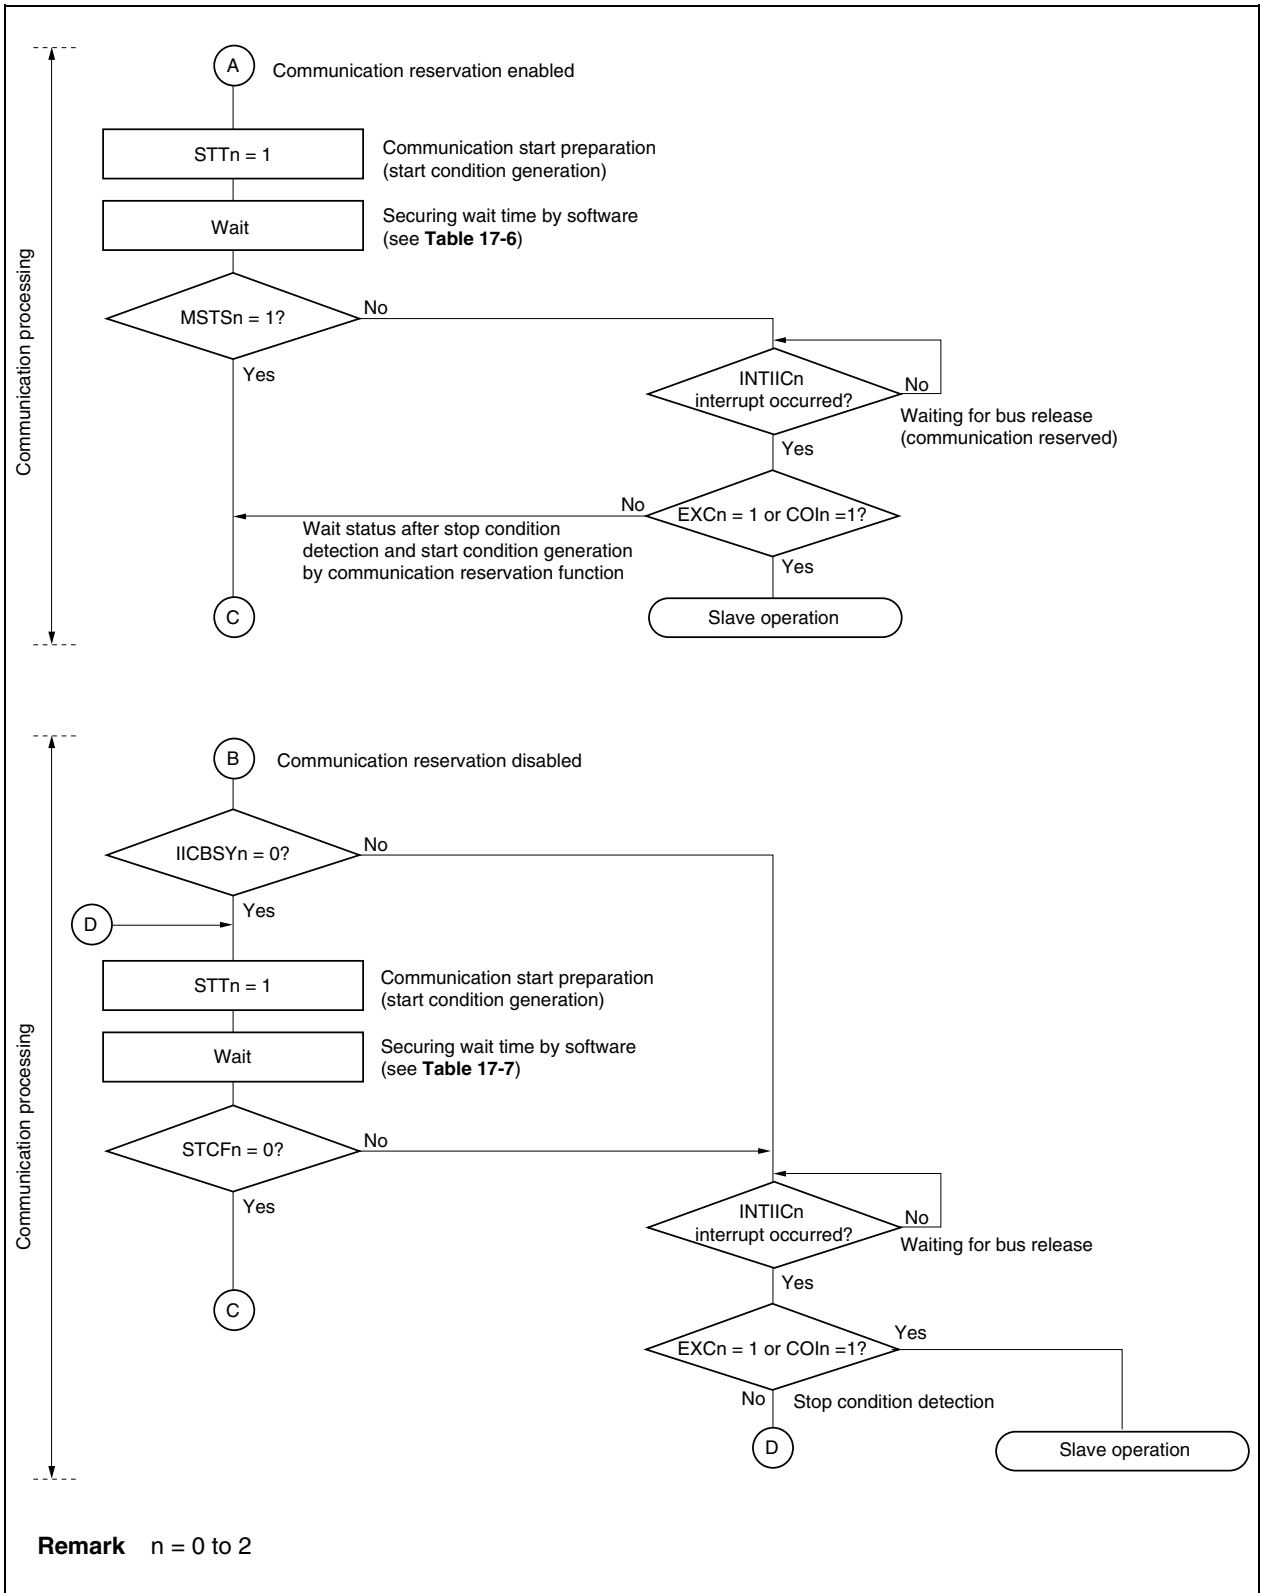 A
Communication reservation enabled
STTn = 1
Communication start preparation
(start condition generation)
Wait
Securing wait time by software
(see Table 17-6)
Communication processing
MSTSn = 1?
No
Yes
INTIICn
interrupt occurred?
No
Waiting for bus release
(communication reserved)
Yes
EXCn = 1 or COIn =1?
No
Wait status after stop condition
detection and start condition generation
by communication reservation function
Yes
C
Slave operation
B
Communication reservation disabled
IICBSYn = 0?
No
Yes
D
STTn = 1
Communication start preparation
(start condition generation)
Wait
Securing wait time by software
(see Table 17-7)
Communication processing
STCFn = 0?
No
Yes
INTIICn
interrupt occurred?
No
Waiting for bus release
Yes
C
EXCn = 1 or COIn =1?
Yes
No
Stop condition detection
D
Slave operation
Remark n = 0 to 2